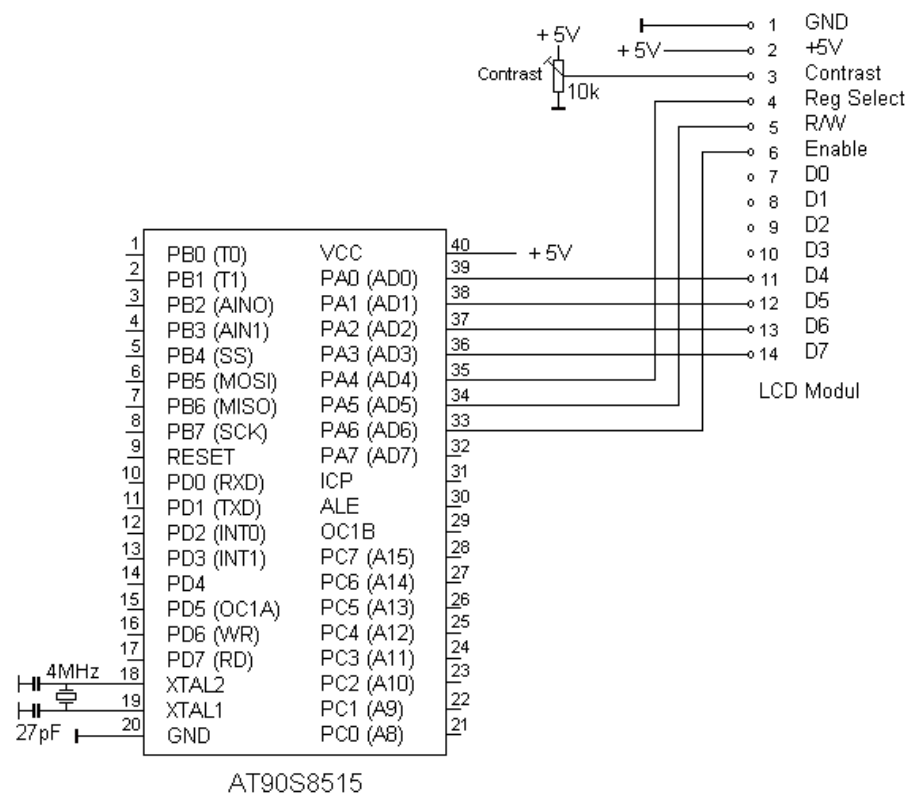 1 GND
+5V
+5V 2 +5V
Contrast 3 Contrast
10k
4 Reg Select
5 R/W
6 Enable
7 D0
8 D1
9 D2
10 D3
11 D4
12 D5
13 D6
14 D7
LCD Modul
1 PB0 (T0) VCC 40 +5V
2 PB1 (T1) PA0 (AD0) 39
3 PB2 (AIN0) PA1 (AD1) 38
4 PB3 (AIN1) PA2 (AD2) 37
5 PB4 (SS) PA3 (AD3) 36
6 PB5 (MOSI) PA4 (AD4) 35
7 PB6 (MISO) PA5 (AD5) 34
8 PB7 (SCK) PA6 (AD6) 33
9 RESET PA7 (AD7) 32
10 PD0 (RXD) ICP 31
11 PD1 (TXD) ALE 30
12 PD2 (INT0) OC1B 29
13 PD3 (INT1) PC7 (A15) 28
14 PD4 PC6 (A14) 27
15 PD5 (OC1A) PC5 (A13) 26
16 PD6 (WR) PC4 (A12) 25
17 PD7 (RD) PC3 (A11) 24
4MHz
18 XTAL2 PC2 (A10) 23
19 XTAL1 PC1 (A9) 22
27pF
20 GND PC0 (A8) 21
AT90S8515